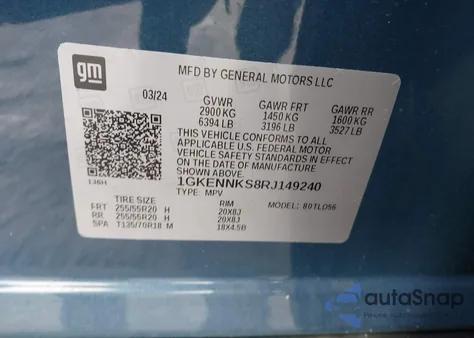 gm
MFD BY GENERAL MOTORS LLC
03/24 GVWR GAWR FRT GAWR RR
2900 KG 1450 KG 1600 KG
6394 LB 3196 LB 3527 LB
THIS VEHICLE CONFORMS TO ALL
APPLICABLE U.S. FEDERAL MOTOR
VEHICLE SAFETY STANDARDS IN EFFECT
ON THE DATE OF MANUFACTURE SHOWN ABOVE.
1GKENNKS8RJ149240
TYPE: MPV MODEL: 80TLO56
TIRE SIZE RIM
FRT 255/55R20 H 20X8J
RR 255/55R20 H 20X8J
SPA T135/70R18 M 18X4.5B
autoSnap